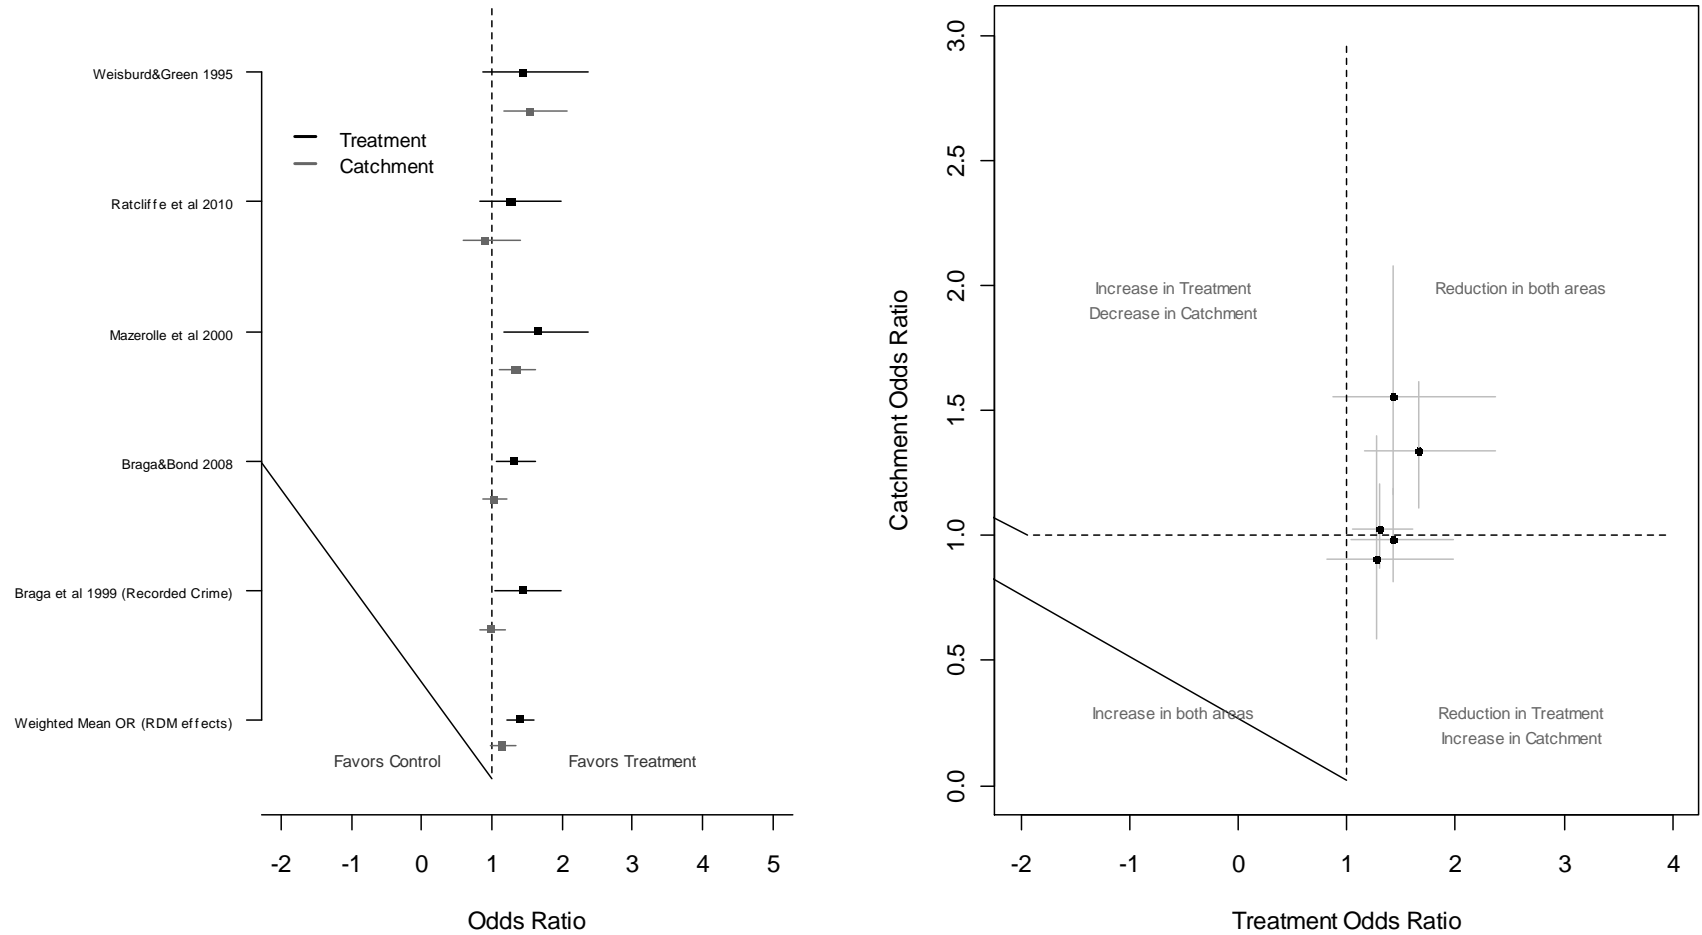 Weisburd&Green 1995
Treatment
Catchment
Ratcliffe et al 2010
Mazerolle et al 2000
Braga&Bond 2008
Braga et al 1999 (Recorded Crime)
Weighted Mean OR (RDM effects)
Favors Control
Favors Treatment
-2 -1 0 1 2 3 4 5
Odds Ratio
3.0
2.5
2.0
1.5
1.0
0.5
0.0
Catchment Odds Ratio
Increase in Treatment
Decrease in Catchment
Reduction in both areas
Increase in both areas
Reduction in Treatment
Increase in Catchment
-2 -1 0 1 2 3 4
Treatment Odds Ratio